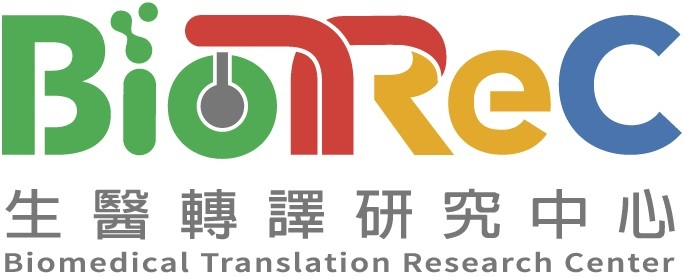 BioTReC
生醫轉譯研究中心
Biomedical Translation Research Center